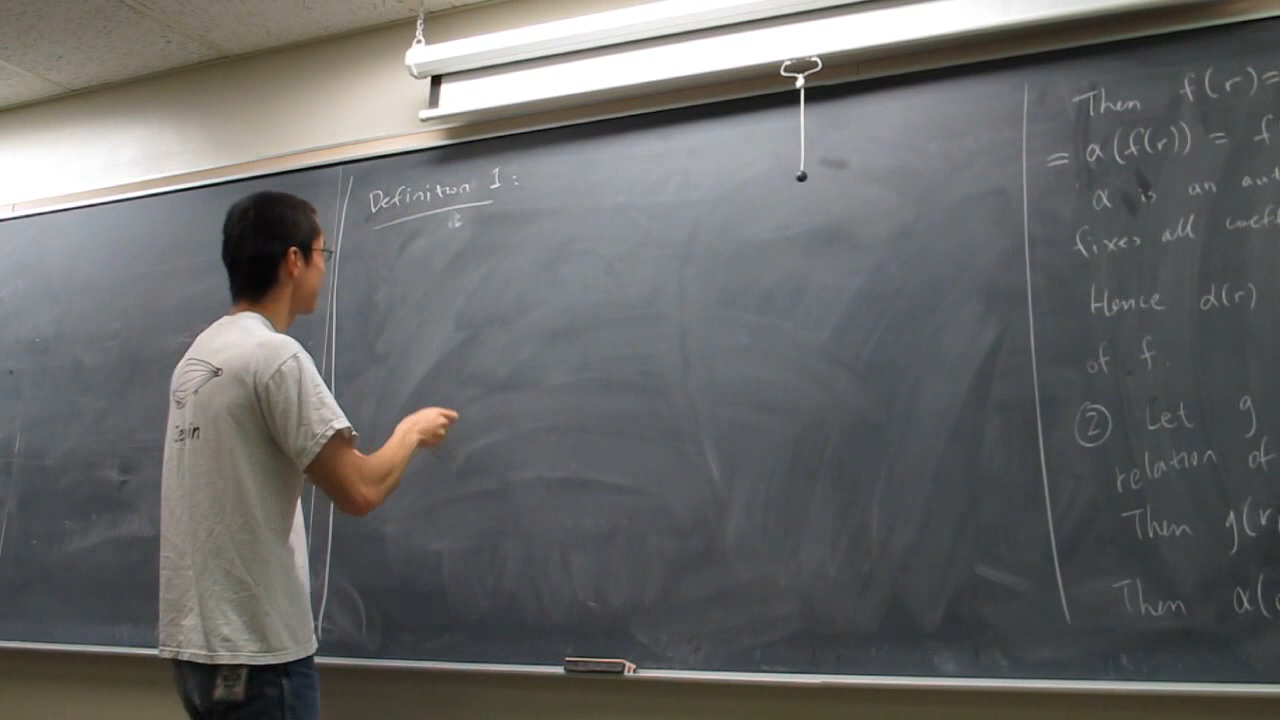 Definition 1:
Then f(r)=
= α(f(r)) = f
α is an aut
fixes all coeff
Hence α(r)
of f.
② Let g
relation of
Then g(r
Then α(